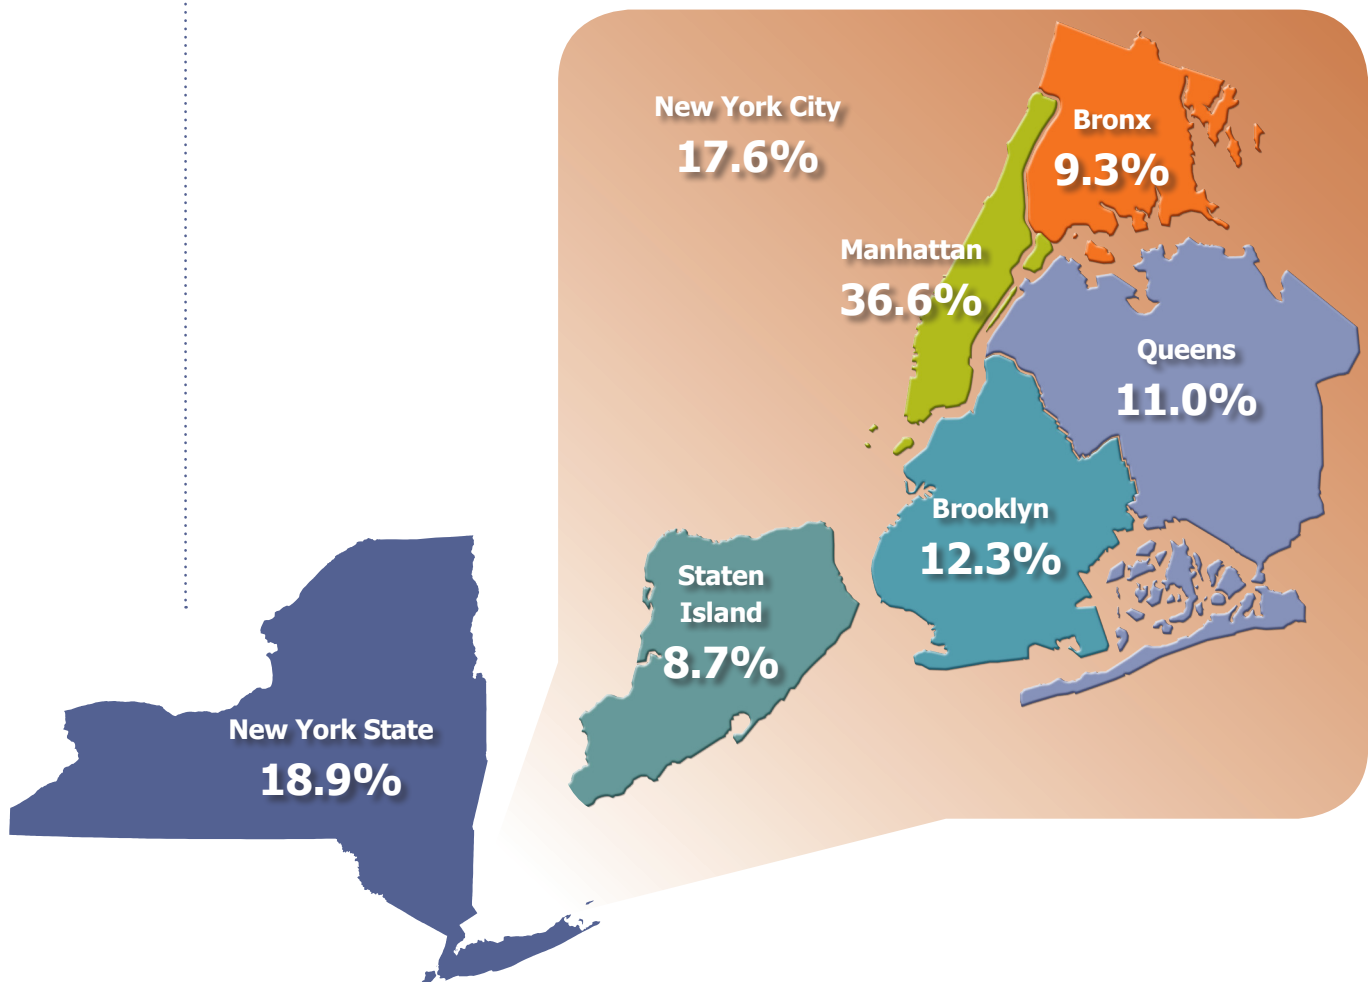 New York City
17.6%
Bronx
9.3%
Manhattan
36.6%
Queens
11.0%
Brooklyn
12.3%
Staten
Island
8.7%
New York State
18.9%